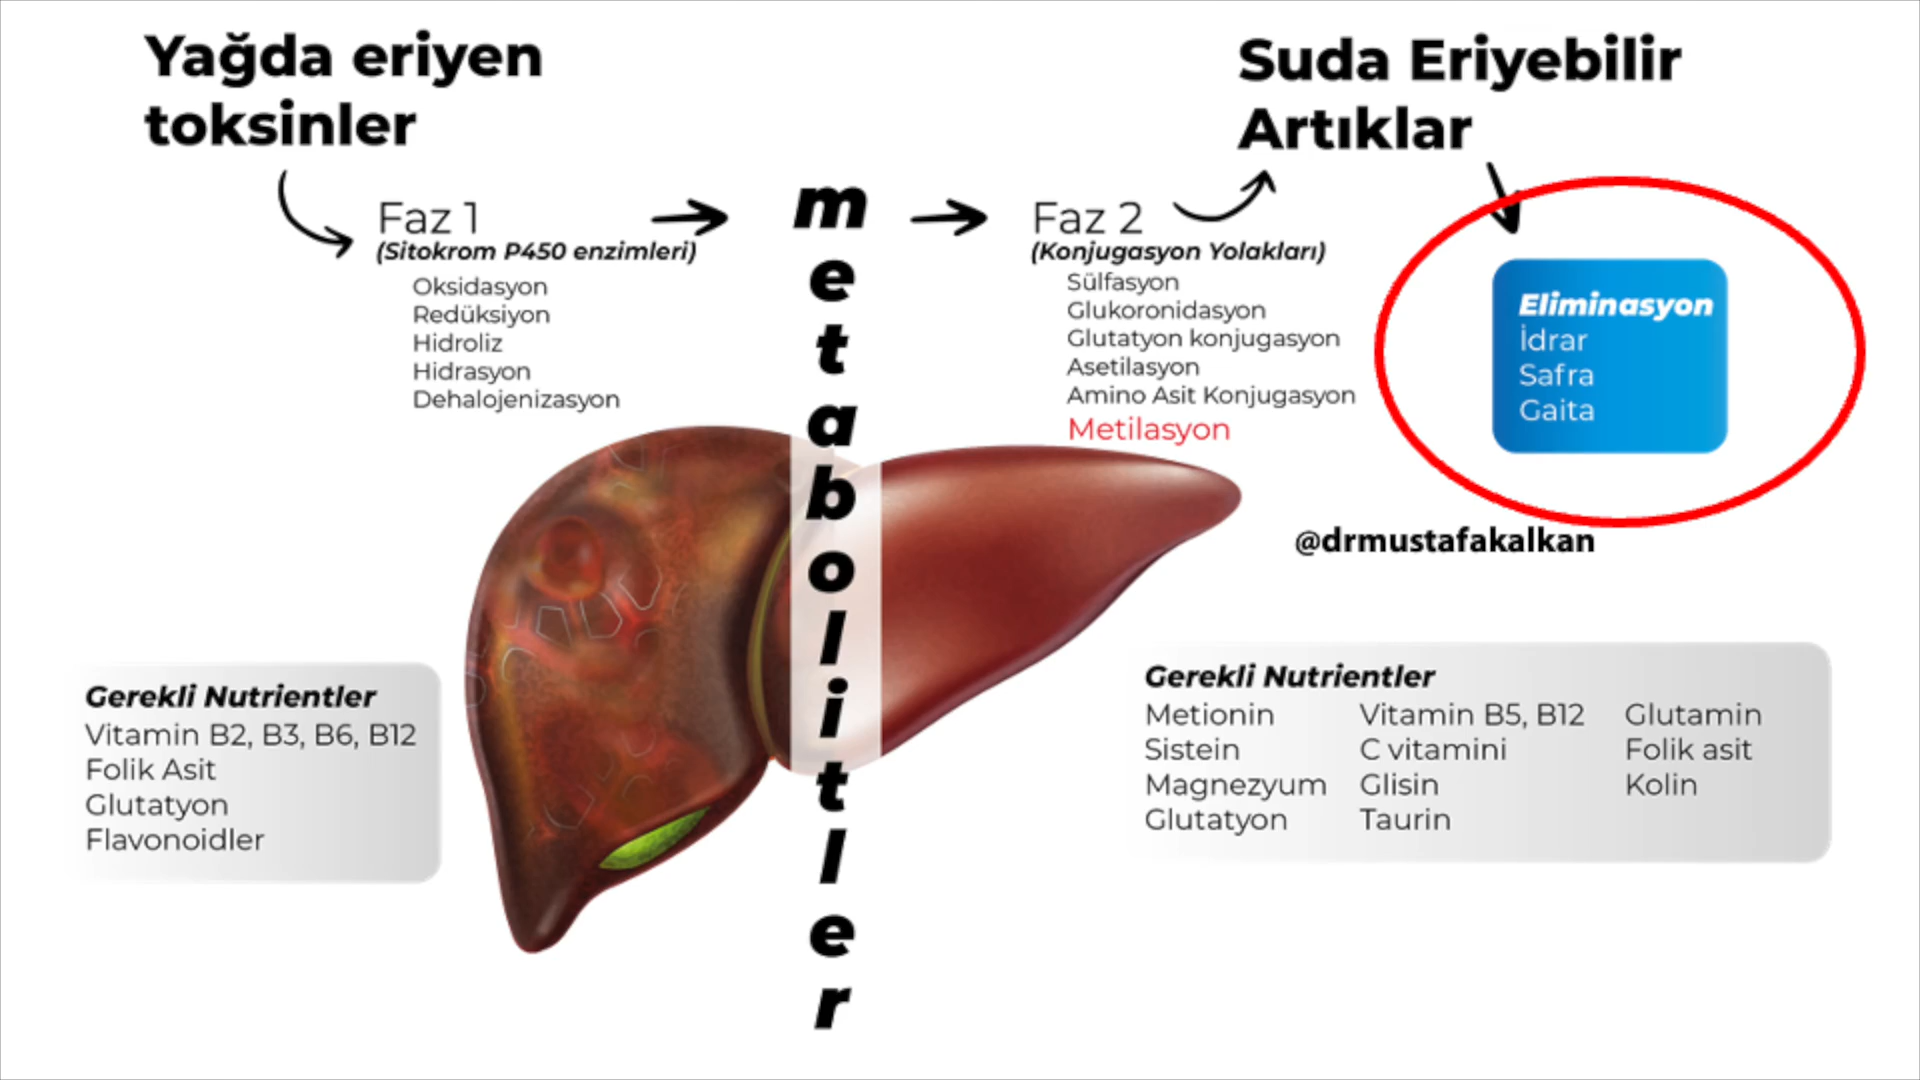 Yağda eriyen
toksinler
Faz 1
(Sitokrom P450 enzimleri)
Oksidasyon
Redüksiyon
Hidroliz
Hidrasyon
Dehalojenizasyon
metabolitler
Faz 2
(Konjugasyon Yolakları)
Sülfasyon
Glukoronidasyon
Glutatyon konjugasyon
Asetilasyon
Amino Asit Konjugasyon
Metilasyon
Suda Eriyebilir
Artıklar
Eliminasyon
İdrar
Safra
Gaita
@drmustafakalkan
Gerekli Nutrientler
Vitamin B2, B3, B6, B12
Folik Asit
Glutatyon
Flavonoidler
Gerekli Nutrientler
Metionin Vitamin B5, B12 Glutamin
Sistein C vitamini Folik asit
Magnezyum Glisin Kolin
Glutatyon Taurin